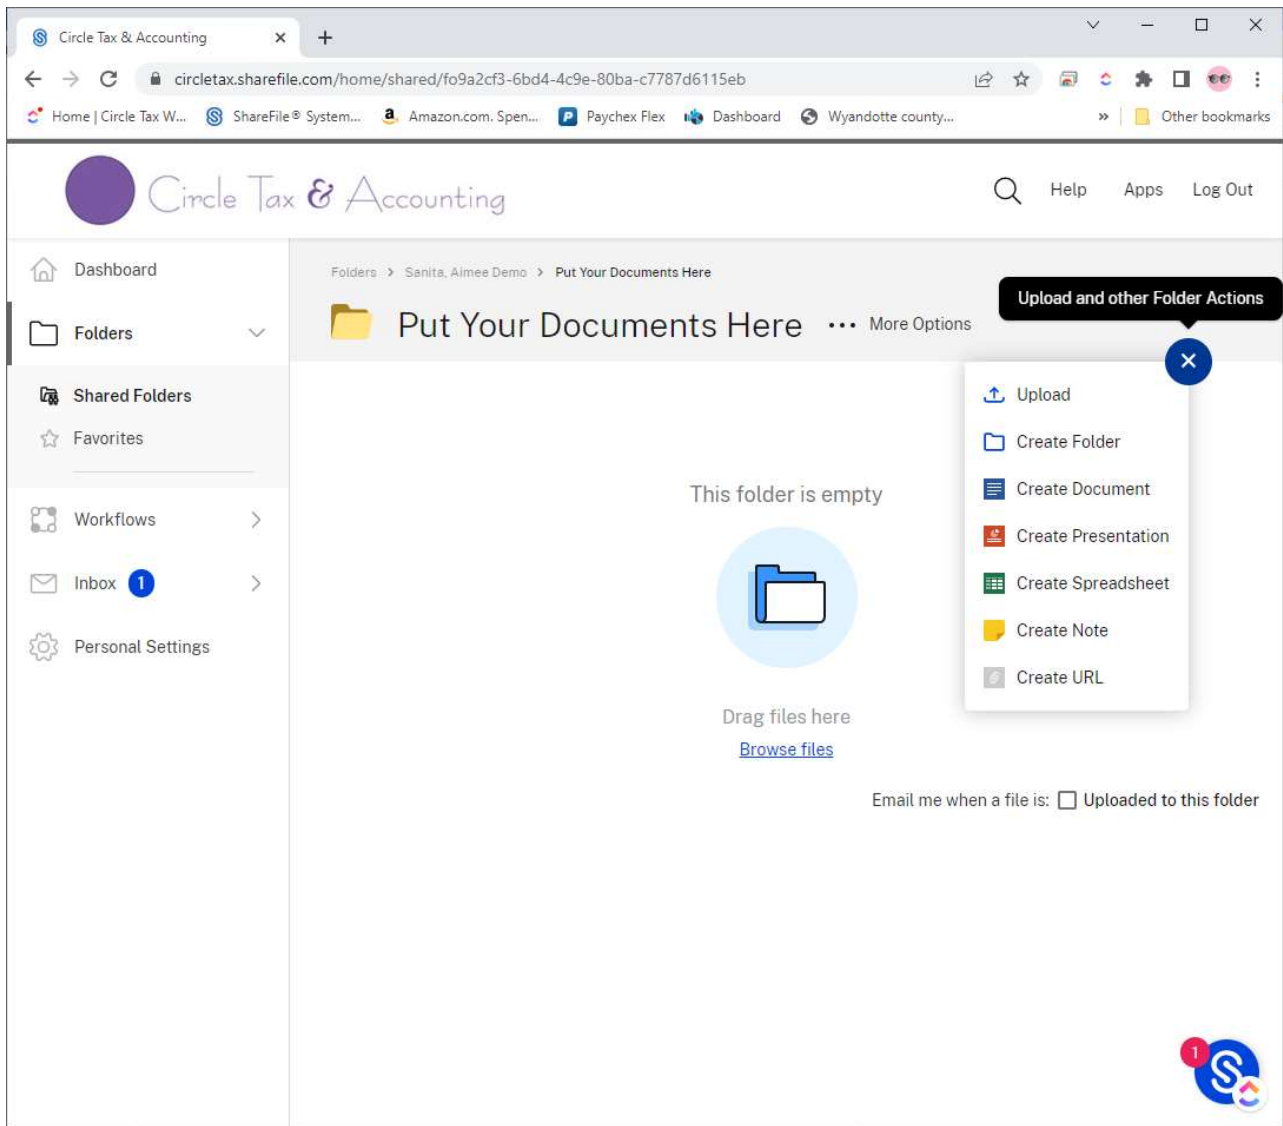 Circle Tax & Accounting
circletax.sharefile.com/home/shared/fo9a2cf3-6bd4-4c9e-80ba-c7787d6115eb
Home | Circle Tax W... ShareFile® System... Amazon.com. Spen... Paychex Flex Dashboard Wyandotte county... » Other bookmarks
Circle Tax & Accounting
Help Apps Log Out
Dashboard
Folders
Shared Folders
Favorites
Workflows
Inbox 1
Personal Settings
Folders > Sanita, Aimee Demo > Put Your Documents Here
Put Your Documents Here ••• More Options
Upload and other Folder Actions
Upload
Create Folder
Create Document
Create Presentation
Create Spreadsheet
Create Note
Create URL
This folder is empty
Drag files here
Browse files
Email me when a file is: Uploaded to this folder
1